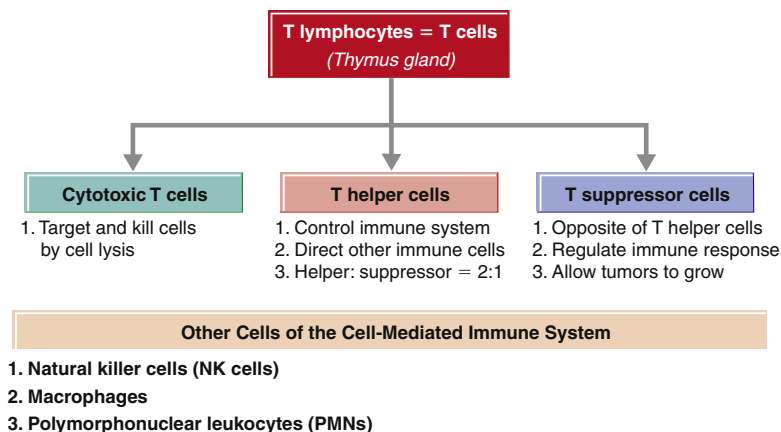 T lymphocytes = T cells
(Thymus gland)
Cytotoxic T cells
1. Target and kill cells
by cell lysis
T helper cells
1. Control immune system
2. Direct other immune cells
3. Helper: suppressor = 2:1
T suppressor cells
1. Opposite of T helper cells
2. Regulate immune response
3. Allow tumors to grow
Other Cells of the Cell-Mediated Immune System
1. Natural killer cells (NK cells)
2. Macrophages
3. Polymorphonuclear leukocytes (PMNs)